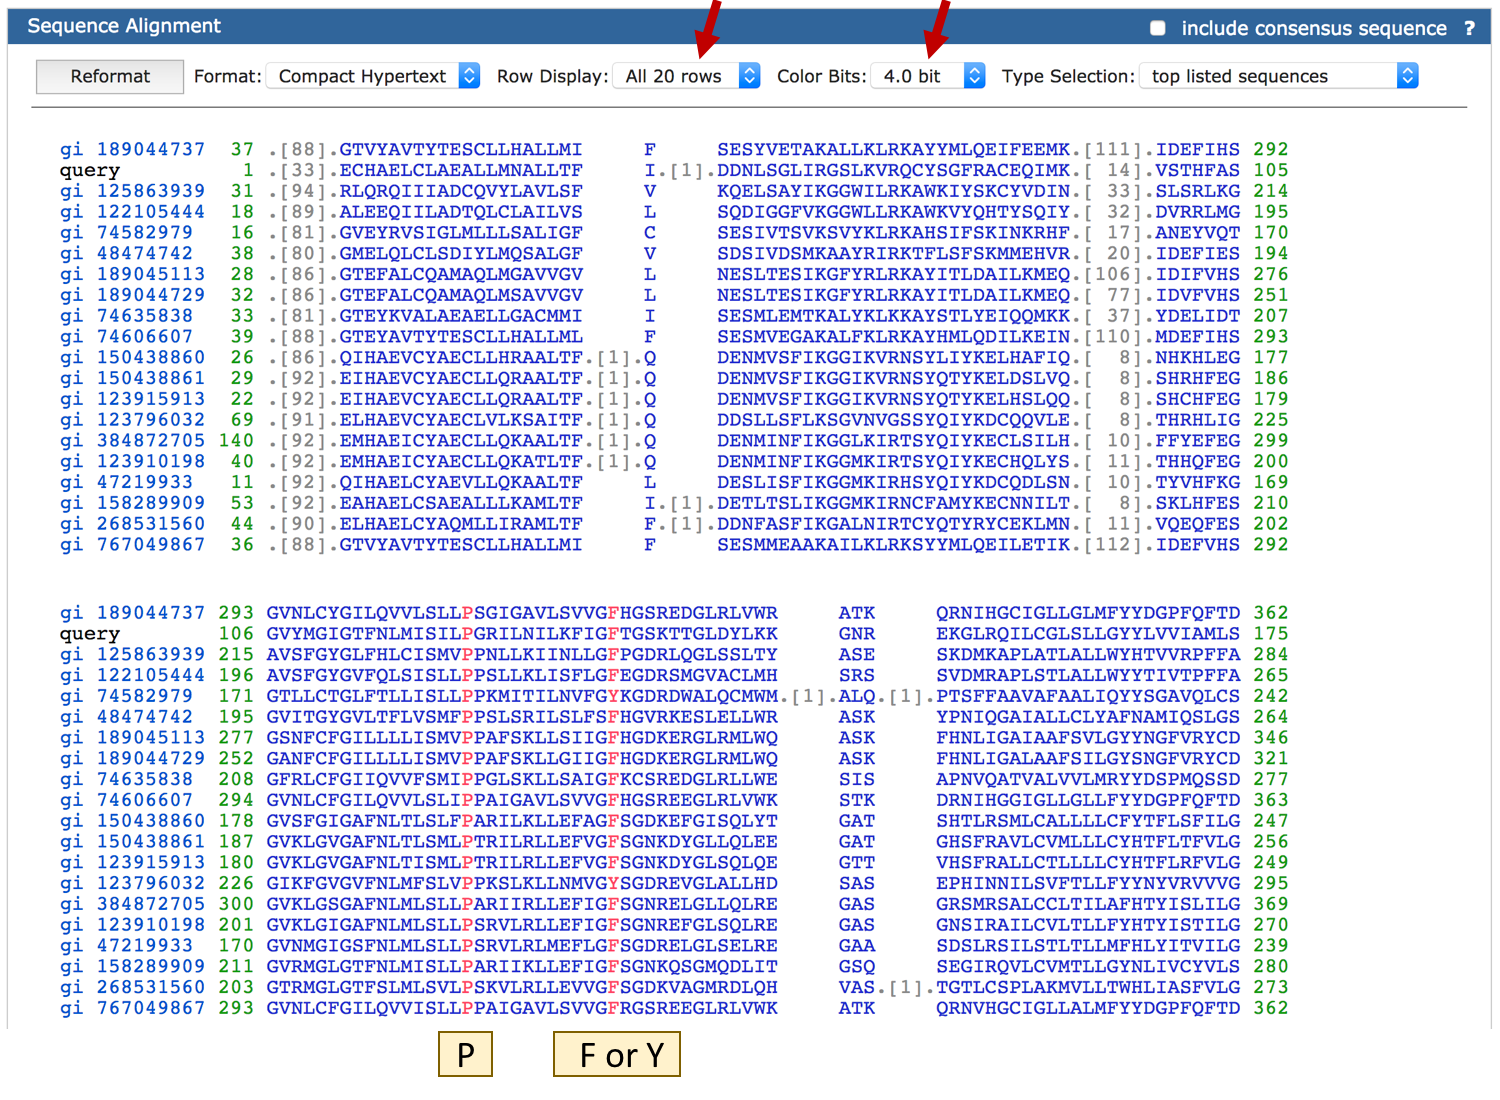 Sequence Alignment include consensus sequence ?
Reformat Format: Compact Hypertext Row Display: All 20 rows Color Bits: 4.0 bit Type Selection: top listed sequences
gi 189044737 37 .[88].GTVYAVTYTESCLLHALLMI F SESYVETAKALLKLRKAYYMLQEIFEEMK.[111].IDEFIHS 292
query 1 .[33].ECHAELCLAEALLMNALLTF I.[1].DDNLSGLIRGSLKVRQCYSGFRACEQIMK.[ 14].VSTHFAS 105
gi 125863939 31 .[94].RLQRQIIIADCQVYLAVLSF V KQELSAYIKGGWILRKAWKIYSKCYVDIN.[ 33].SLSRLKG 214
gi 122105444 18 .[89].ALEEQIILADTQLCLAILVS L SQDIGGFVKGGWLLRKAWKVYQHTYSQIY.[ 32].DVRRLMG 195
gi 74582979 16 .[81].GVEYRVSIGLMLLLSALIGF C SESIVTSVKSVYKLRKAHSIFSKINKRHF.[ 17].ANEYVQT 170
gi 48474742 38 .[80].GMELQLCLSDIYLMQSALGF V SDSIVDSMKAAYRIRKTFLSFSKMMEHVR.[ 20].IDEFIES 194
gi 189045113 28 .[86].GTEFALCQAMAQLMGAVVGV L NESLTESIKGFYRLRKAYITLDAILKMEQ.[106].IDIFVHS 276
gi 189044729 32 .[86].GTEFALCQAMAQLMSAVVGV L NESLTESIKGFYRLRKAYITLDAILKMEQ.[ 77].IDVFVHS 251
gi 74635838 33 .[81].GTEYKVALAEAELLGACMMI I SESMLEMTKALYKLKKAYSTLYEIQQMKK.[ 37].YDELIDT 207
gi 74606607 39 .[88].GTEYAVTYTESCLLHALLML F SESMVEGAKALFKLRKAYHMLQDILKEIN.[110].MDEFIHS 293
gi 150438860 26 .[86].QIHAEVCYAECLLHRAALTF.[1].Q DENMVSFIKGGIKVRNSYLIYKELHAFIQ.[ 8].NHKHLEG 177
gi 150438861 29 .[92].EIHAEVCYAECLLQRAALTF.[1].Q DENMVSFIKGGIKVRNSYQTYKELDSLVQ.[ 8].SHRHFEG 186
gi 123915913 22 .[92].EIHAEVCYAECLLQRAALTF.[1].Q DENMVSFIKGGIKVRNSYQTYKELHSLQQ.[ 8].SHCHFEG 179
gi 123796032 69 .[91].ELHAEVCYAECLVLKSAITF.[1].Q DDSLLSFLKSGVNVGSSYQIYKDCQQVLE.[ 8].THRHLIG 225
gi 384872705 140 .[92].EMHAEICYAECLLQKAALTF.[1].Q DENMINFIKGGLKIRTSYQIYKECLSILH.[ 10].FFYEFEG 299
gi 123910198 40 .[92].EMHAEICYAECLLQKATLTF.[1].Q DENMINFIKGGMKIRTSYQIYKECHQLYS.[ 11].THHQFEG 200
gi 47219933 11 .[92].QIHAELCYAEVLLQKAALTF L DESLISFIKGGMKIRHSYQIYKDCQDLSN.[ 10].TYVHFKG 169
gi 158289909 53 .[92].EAHAELCSAEALLLKAMLTF I.[1].DETLTSLIKGGMKIRNCFAMYKECNNILT.[ 8].SKLHFES 210
gi 268531560 44 .[90].ELHAELCYAQMLLIRAMLTF F.[1].DDNFASFIKGALNIRTCYQTYRYCEKLMN.[ 11].VQEQFES 202
gi 767049867 36 .[88].GTVYAVTYTESCLLHALLMI F SESMMEAAKAILKLRKSYYMLQEILETIK.[112].IDEFVHS 292
gi 189044737 293 GVNLCYGILQVVLSLLPSGIGAVLSVVGFHGSREDGLRLVWR ATK QRNIHGCIGLLGLMFYYDGPFQFTD 362
query 106 GVYMGIGTFNLMISILPGRILNILKFIGFTGSKTTGLDYLKK GNR EKGLRQILCGLSLLGYYLVVIAMLS 175
gi 125863939 215 AVSFGYGLFHLCISMVPPNLLKIINLLGFPGDRLQGLSSLTY ASE SKDMKAPLATLALLWYHTVVRPFFA 284
gi 122105444 196 AVSFGYGVFQLSISLLPPSLLKLISFLGFEGDRSMGVACLMH SRS SVDMRAPLSTLALLWYYTIVTPFFA 265
gi 74582979 171 GTLLCTGLFTLLISLLPPKMITILNVFGYKGDRDWALQCMWM.[1].ALQ.[1].PTSFFAAVAFAALIQYYSGAVQLCS 242
gi 48474742 195 GVITGYGVLTFLVSMFPPSLSRILSLFSFHGVRKESLELLWR ASK YPNIQGAIALLCLYAFNAMIQSLGS 264
gi 189045113 277 GSNFCFGILLLLISMVPPAFSKLLSIIGFHGDKERGLRMLWQ ASK FHNLIGAIAAFSVLGYYNGFVRYCD 346
gi 189044729 252 GANFCFGILLLLISMVPPAFSKLLGIIGFHGDKERGLRMLWQ ASK FHNLIGALAAFSILGYSNGFVRYCD 321
gi 74635838 208 GFRLCFGIIQVVFSMIPPGLSKLLSAIGFKCSREDGLRLLWE SIS APNVQATVALVVLMRYYDSPMQSSD 277
gi 74606607 294 GVNLCFGILQVVLSLIPPAIGAVLSVVGFHGSREEGLRLVWK STK DRNIHGGIGLLGLLFYYDGPFQFTD 363
gi 150438860 178 GVSFGIGAFNLTLSLFPARILKLLEFAGFSGDKEFGISQLYT GAT SHTLRSMLCALLLLCFYTFLSFILG 247
gi 150438861 187 GVKLGVGAFNLTLSMLPTRILRLLEFVGFSGNKDYGLLQLEE GAT GHSFRAVLCVMLLLCYHTFLTFVLG 256
gi 123915913 180 GVKLGVGAFNLTISMLPTRILRLLEFVGFSGNKDYGLSQLQE GTT VHSFRALLCTLLLLCYHTFLRFVLG 249
gi 123796032 226 GIKFGVGVFNLMFSLVPPKSLKLLNMVGYSGDREVGLALLHD SAS EPHINNILSVFTLLFYYNYVRVVVG 295
gi 384872705 300 GVKLGSGAFNLMLSLLPARIIRLLEFIGFSGNRELGLLQLRE GAS GRSMRSALCCLTILAFHTYISLILG 369
gi 123910198 201 GVKLGIGAFNLMLSLLPSRVLRLLEFIGFSGNREFGLSQLRE GAS GNSIRAILCVLTLLFYHTYISTILG 270
gi 47219933 170 GVNMGIGSFNLMLSLLPSRVLRLMEFLGFSGDRELGLSELRE GAA SDSLRSILSTLTLLMFHLYITVILG 239
gi 158289909 211 GVRMGLGTFNLMISLLPARIIKLLEFIGFSGNKQSGMQDLIT GSQ SEGIRQVLCVMTLLGYNLIVCYVLS 280
gi 268531560 203 GTRMGLGTFSLMLSVLPSKVLRLLEVVGFSGDKVAGMRDLQH VAS.[1].TGTLCSPLAKMVLLTWHLIASFVLG 273
gi 767049867 293 GVNLCFGILQVVISLLPPAIGAVLSVVGFRGSREEGLRLVWK ATK QRNVHGCIGLLALMFYYDGPFQFTD 362
P F or Y